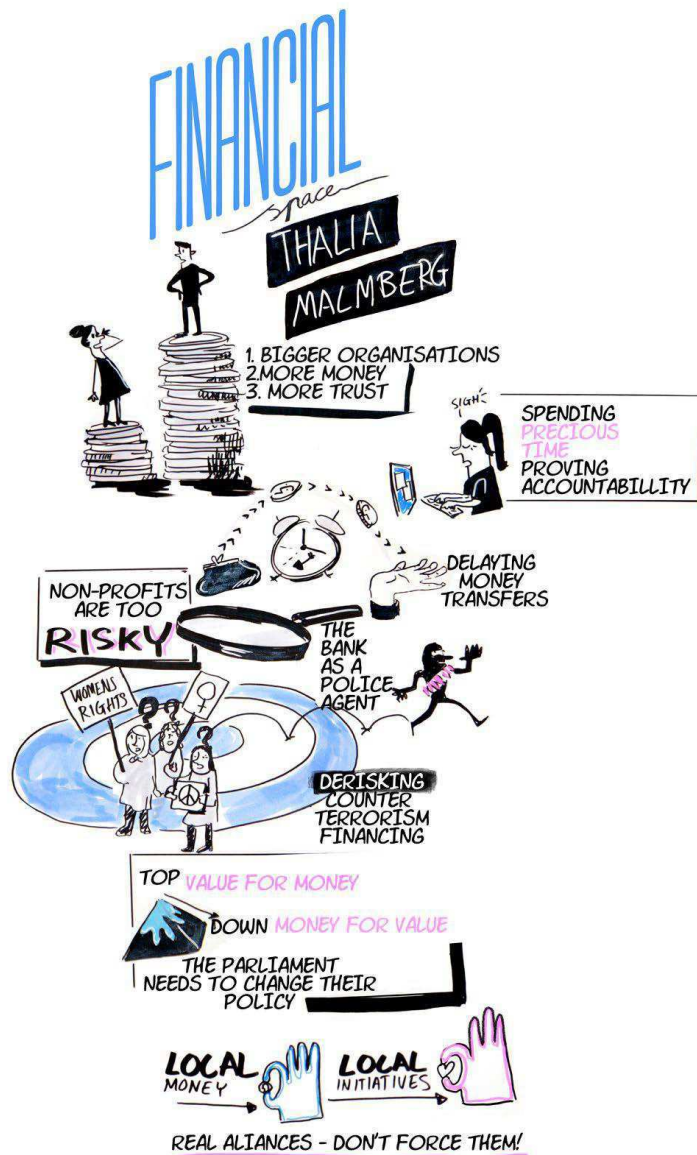 FINANCIAL
space
THALIA
MALMBERG
1. BIGGER ORGANISATIONS
2.MORE MONEY
3. MORE TRUST
SIGH
SPENDING
PRECIOUS
TIME
PROVING
ACCOUNTABILLITY
DELAYING
MONEY
TRANSFERS
NON-PROFITS
ARE TOO
RISKY
THE
BANK
AS A
POLICE
AGENT
WOMENS
RIGHTS
? ? ?
DERISKING
COUNTER
TERRORISM
FINANCING
TOP VALUE FOR MONEY
DOWN MONEY FOR VALUE
THE PARLIAMENT
NEEDS TO CHANGE THEIR
POLICY
LOCAL
MONEY
LOCAL
INITIATIVES
REAL ALIANCES - DON'T FORCE THEM!